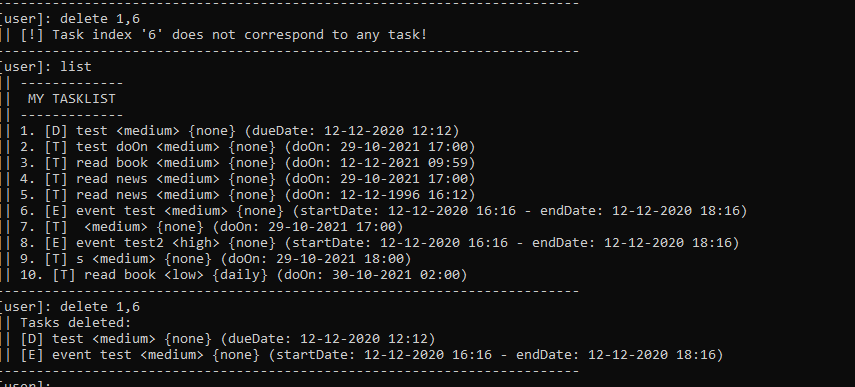 -----------------------------------------------------------------------
[user]: delete 1,6
|| [!] Task index '6' does not correspond to any task!
-----------------------------------------------------------------------
[user]: list
|| -------------
||  MY TASKLIST
|| -------------
|| 1. [D] test <medium> {none} (dueDate: 12-12-2020 12:12)
|| 2. [T] test doOn <medium> {none} (doOn: 29-10-2021 17:00)
|| 3. [T] read book <medium> {none} (doOn: 12-12-2021 09:59)
|| 4. [T] read news <medium> {none} (doOn: 29-10-2021 17:00)
|| 5. [T] read news <medium> {none} (doOn: 12-12-1996 16:12)
|| 6. [E] event test <medium> {none} (startDate: 12-12-2020 16:16 - endDate: 12-12-2020 18:16)
|| 7. [T]  <medium> {none} (doOn: 29-10-2021 17:00)
|| 8. [E] event test2 <high> {none} (startDate: 12-12-2020 16:16 - endDate: 12-12-2020 18:16)
|| 9. [T] s <medium> {none} (doOn: 29-10-2021 18:00)
|| 10. [T] read book <low> {daily} (doOn: 30-10-2021 02:00)
-----------------------------------------------------------------------
[user]: delete 1,6
|| Tasks deleted:
|| [D] test <medium> {none} (dueDate: 12-12-2020 12:12)
|| [E] event test <medium> {none} (startDate: 12-12-2020 16:16 - endDate: 12-12-2020 18:16)
-----------------------------------------------------------------------
[user]: